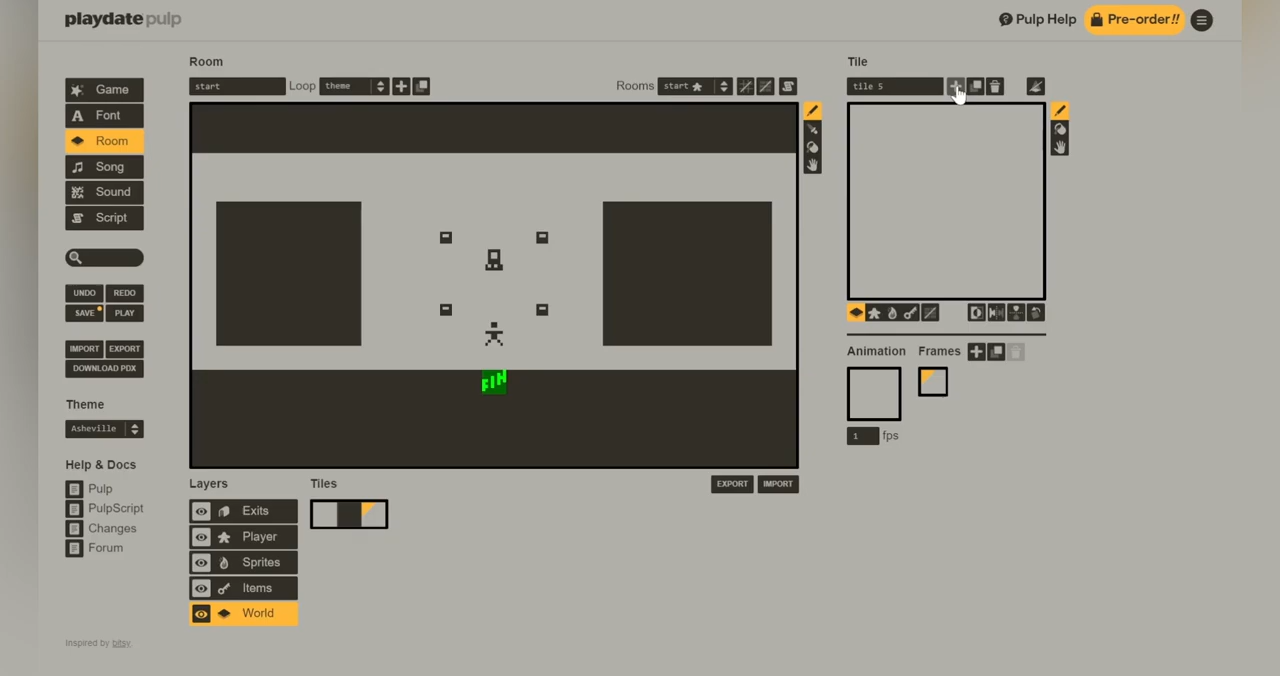 playdate pulp
Pulp Help
Pre-order!!
Room
start
Loop
theme
Rooms
start
Tile
tile 5
Game
Font
Room
Song
Sound
Script
UNDO
REDO
SAVE
PLAY
IMPORT
EXPORT
DOWNLOAD PDX
Theme
Asheville
Help & Docs
Pulp
PulpScript
Changes
Forum
Inspired by bitsy.
FIN
EXPORT
IMPORT
Layers
Exits
Player
Sprites
Items
World
Tiles
Animation
Frames
1
fps